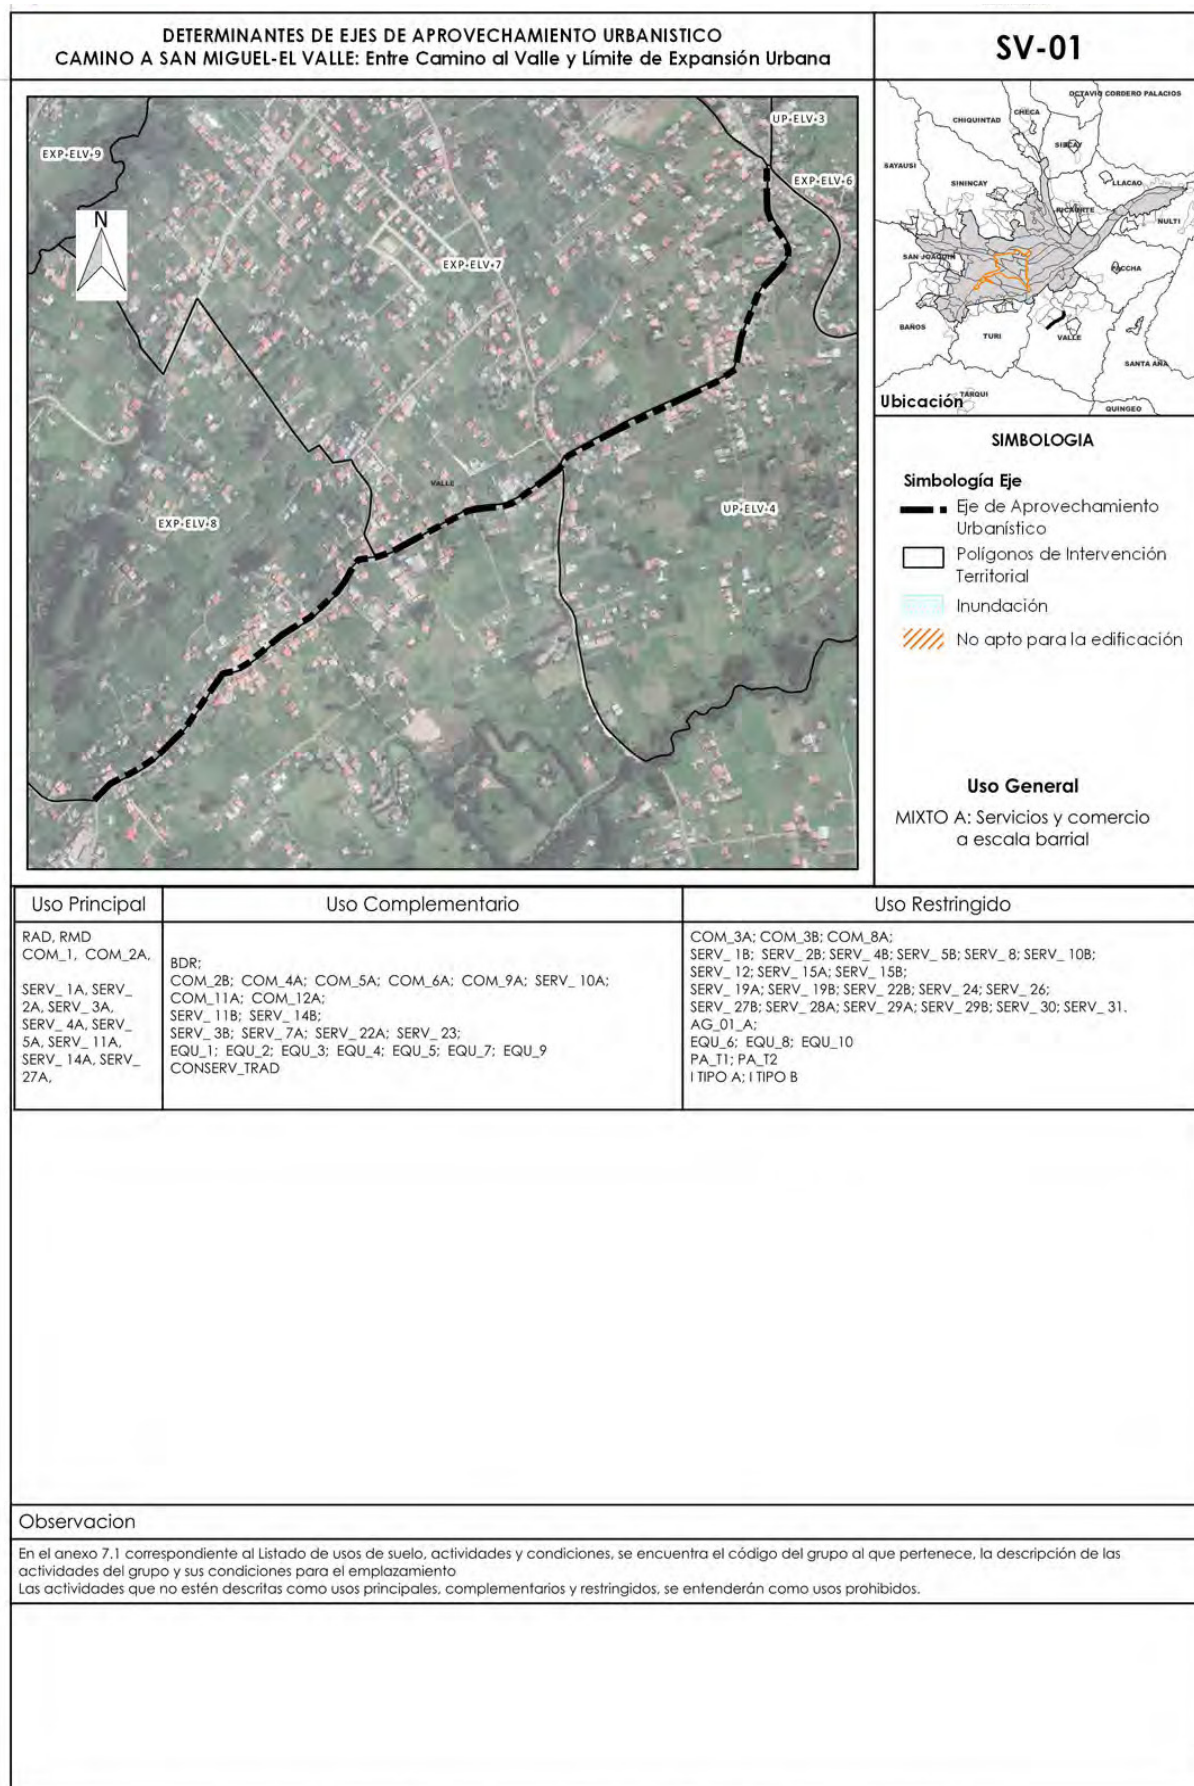 DETERMINANTES DE EJES DE APROVECHAMIENTO URBANISTICO
CAMINO A SAN MIGUEL-EL VALLE: Entre Camino al Valle y Límite de Expansión Urbana
SV-01
EXP-ELV-9
UP-ELV-3
EXP-ELV-6
N
EXP-ELV-7
VALLE
EXP-ELV-8
UP-ELV-4
OCTAVIO CORDERO PALACIOS
CHECA
CHIQUINTAD
SIDCAY
SAYAUSI
SININCAY
LLACAO
RICAURTE
NULTI
SAN JOAQUIN
PACCHA
BAÑOS
TURI
VALLE
SANTA ANA
TARQUI
QUINGEO
Ubicación
SIMBOLOGIA
Simbología Eje
Eje de Aprovechamiento
Urbanístico
Polígonos de Intervención
Territorial
Inundación
No apto para la edificación
Uso General
MIXTO A: Servicios y comercio
a escala barrial
Uso Principal
RAD, RMD
COM_1, COM_2A,
SERV_ 1A, SERV_
2A, SERV_ 3A,
SERV_ 4A, SERV_
5A, SERV_ 11A,
SERV_ 14A, SERV_
27A,
Uso Complementario
BDR;
COM_2B; COM_4A; COM_5A; COM_6A; COM_9A; SERV_ 10A;
COM_11A; COM_12A;
SERV_ 11B; SERV_ 14B;
SERV_ 3B; SERV_ 7A; SERV_ 22A; SERV_ 23;
EQU_1; EQU_2; EQU_3; EQU_4; EQU_5; EQU_7; EQU_9
CONSERV_TRAD
Uso Restringido
COM_3A; COM_3B; COM_8A;
SERV_ 1B; SERV_ 2B; SERV_ 4B; SERV_ 5B; SERV_ 8; SERV_ 10B;
SERV_ 12; SERV_ 15A; SERV_ 15B;
SERV_ 19A; SERV_ 19B; SERV_ 22B; SERV_ 24; SERV_ 26;
SERV_ 27B; SERV_ 28A; SERV_ 29A; SERV_ 29B; SERV_ 30; SERV_ 31.
AG_01_A;
EQU_6; EQU_8; EQU_10
PA_T1; PA_T2
I TIPO A; I TIPO B
Observacion
En el anexo 7.1 correspondiente al Listado de usos de suelo, actividades y condiciones, se encuentra el código del grupo al que pertenece, la descripción de las
actividades del grupo y sus condiciones para el emplazamiento
Las actividades que no estén descritas como usos principales, complementarios y restringidos, se entenderán como usos prohibidos.